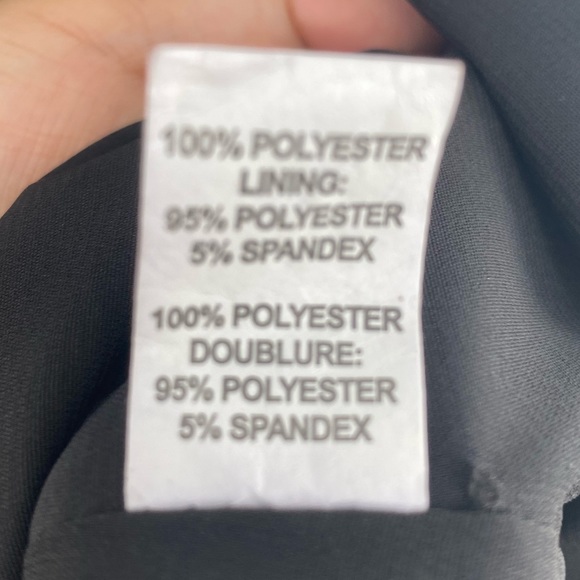 100% POLYESTER
LINING:
95% POLYESTER
5% SPANDEX
100% POLYESTER
DOUBLURE:
95% POLYESTER
5% SPANDEX